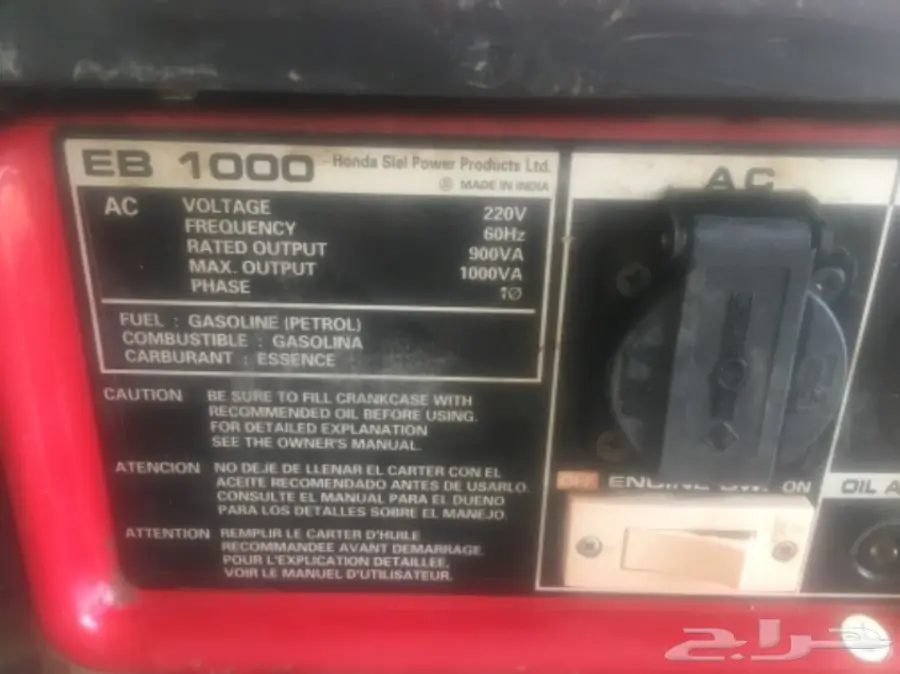 EB 1000 Honda Siel Power Products Ltd.
MADE IN INDIA
AC VOLTAGE 220V
FREQUENCY 60Hz
RATED OUTPUT 900VA
MAX. OUTPUT 1000VA
PHASE 1Ø
FUEL : GASOLINE (PETROL)
COMBUSTIBLE : GASOLINA
CARBURANT : ESSENCE
CAUTION BE SURE TO FILL CRANKCASE WITH
RECOMMENDED OIL BEFORE USING.
FOR DETAILED EXPLANATION
SEE THE OWNER'S MANUAL.
ATENCION NO DEJE DE LLENAR EL CARTER CON EL
ACEITE RECOMENDADO ANTES DE USARLO.
CONSULTE EL MANUAL PARA EL DUENO
PARA LOS DETALLES SOBRE EL MANEJO.
ATTENTION REMPLIR LE CARTER D'HUILE
RECOMMANDEE AVANT DEMARRAGE.
POUR L'EXPLICATION DETAILLEE,
VOIR LE MANUEL D'UTILISATEUR.
AC
OFF ENGINE SW. ON
OIL
حراج